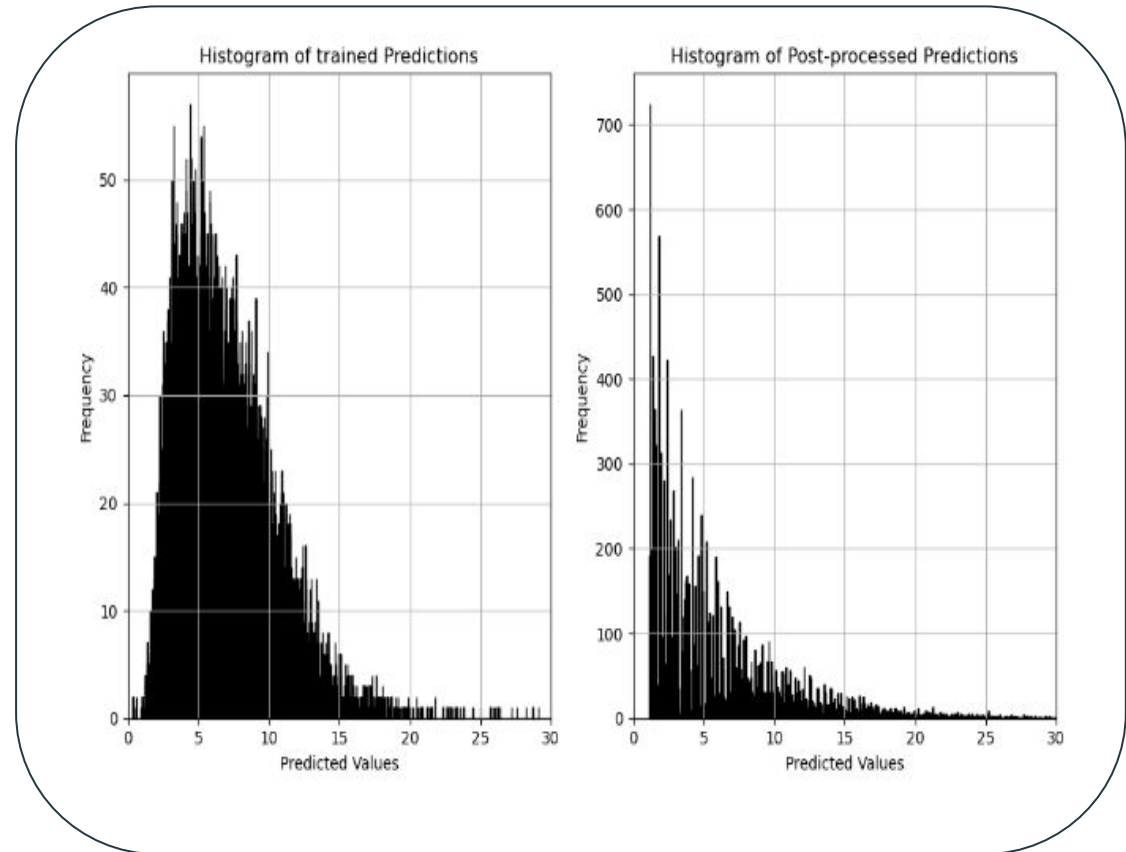 Histogram of trained Predictions
50
40
30
20
10
0
Frequency
0 5 10 15 20 25 30
Predicted Values
Histogram of Post-processed Predictions
700
600
500
400
300
200
100
0
Frequency
0 5 10 15 20 25 30
Predicted Values